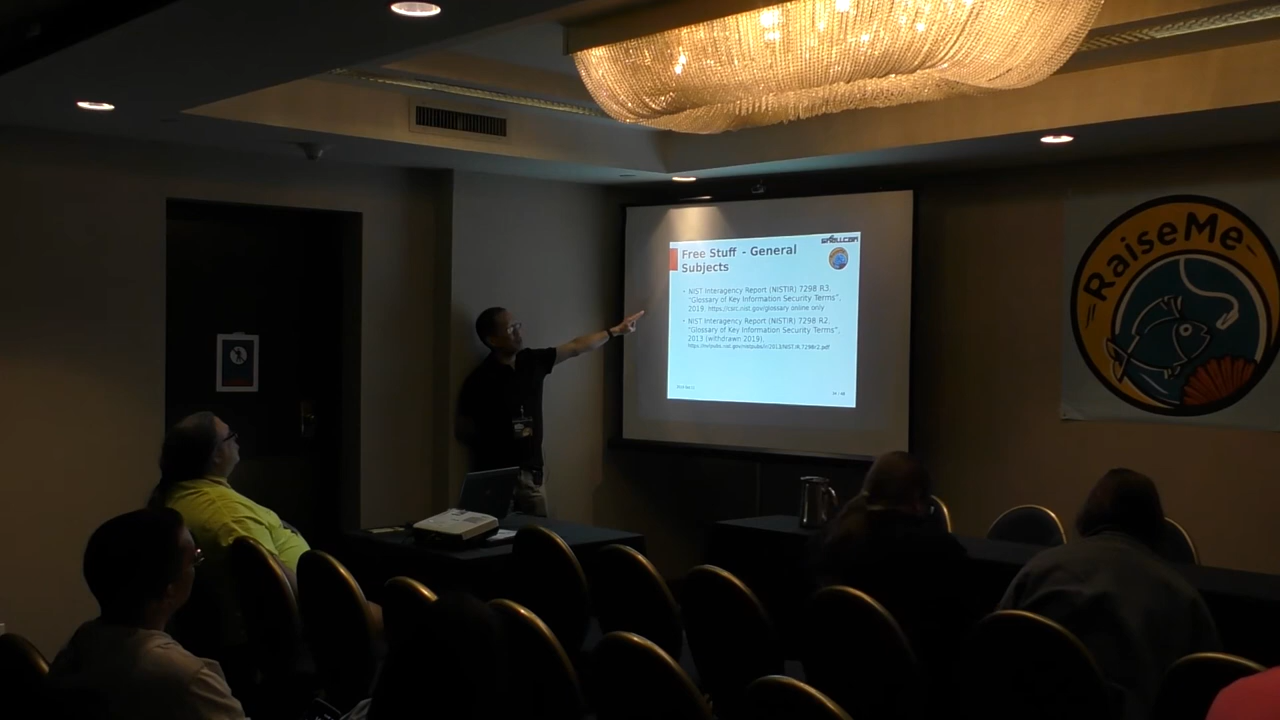 SHELLCON
Free Stuff - General
Subjects
NIST Interagency Report (NISTIR) 7298 R3,
"Glossary of Key Information Security Terms",
2019. https://csrc.nist.gov/glossary online only
NIST Interagency Report (NISTIR) 7298 R2,
"Glossary of Key Information Security Terms",
2013 (withdrawn 2019).
RaiseMe